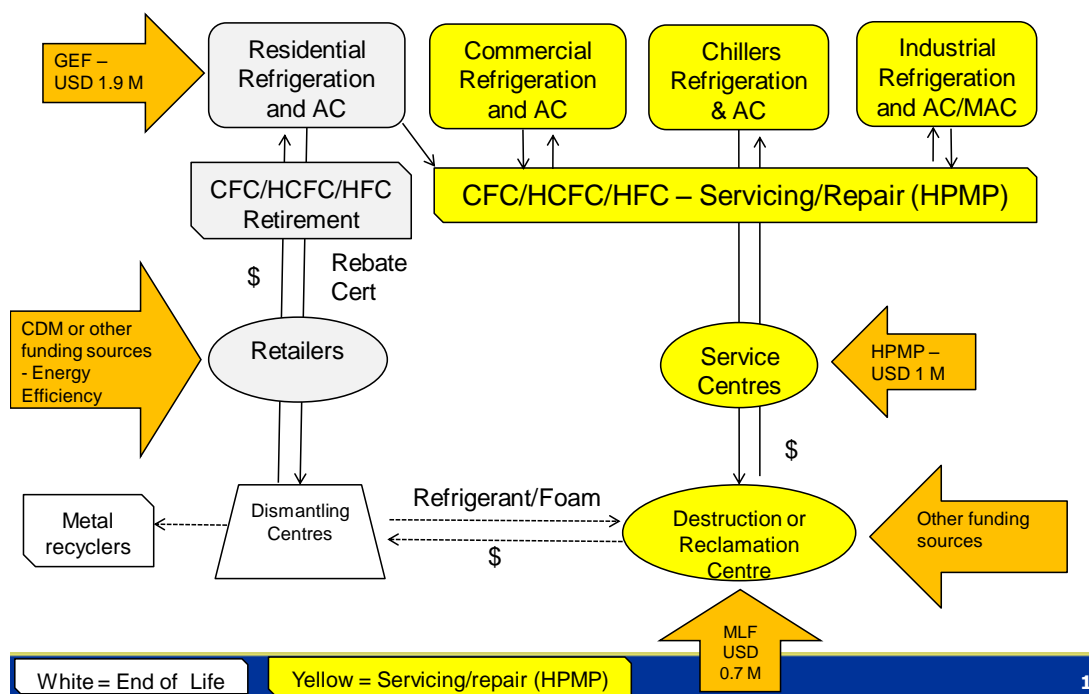 GEF –
USD 1.9 M
Residential
Refrigeration
and AC
Commercial
Refrigeration
and AC
Chillers
Refrigeration
& AC
Industrial
Refrigeration
and AC/MAC
CFC/HCFC/HFC
Retirement
CFC/HCFC/HFC – Servicing/Repair (HPMP)
$
Rebate
Cert
CDM or other
funding sources
- Energy
Efficiency
Retailers
Service
Centres
HPMP –
USD 1 M
$
Metal
recyclers
Dismantling
Centres
Refrigerant/Foam
$
Destruction or
Reclamation
Centre
Other funding
sources
MLF
USD
0.7 M
White = End of Life
Yellow = Servicing/repair (HPMP)
1